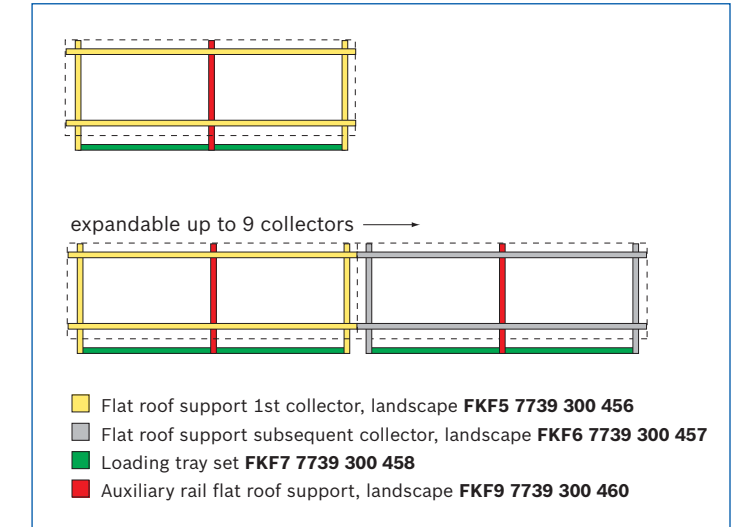 expandable up to 9 collectors
Flat roof support 1st collector, landscape FKF5 7739 300 456
Flat roof support subsequent collector, landscape FKF6 7739 300 457
Loading tray set FKF7 7739 300 458
Auxiliary rail flat roof support, landscape FKF9 7739 300 460